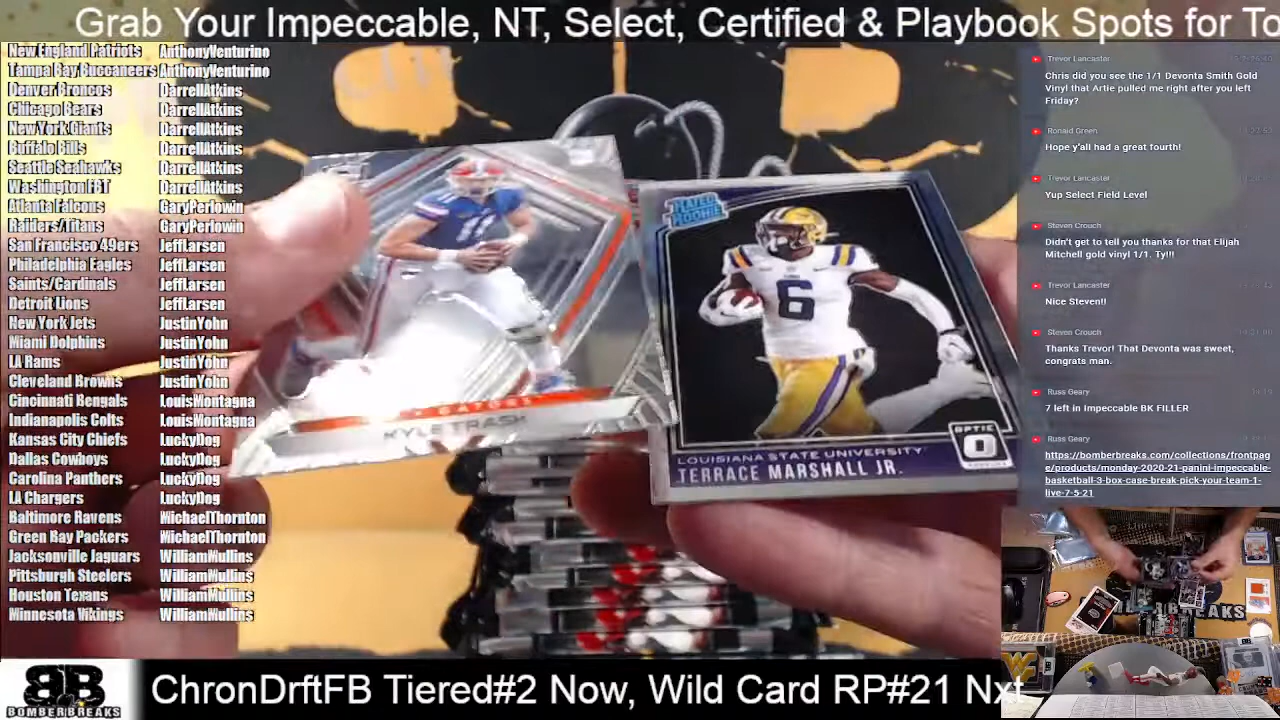 Grab Your Impeccable, NT, Select, Certified & Playbook Spots for To
New England Patriots AnthonyVenturino
Tampa Bay Buccaneers AnthonyVenturino
Denver Broncos DarrellAtkins
Chicago Bears DarrellAtkins
New York Giants DarrellAtkins
Buffalo Bills DarrellAtkins
Seattle Seahawks DarrellAtkins
Washington FBT DarrellAtkins
Atlanta Falcons GaryPerlowin
Raiders/Titans GaryPerlowin
San Francisco 49ers JeffLarsen
Philadelphia Eagles JeffLarsen
Saints/Cardinals JeffLarsen
Detroit Lions JeffLarsen
New York Jets JustinYohn
Miami Dolphins JustinYohn
LA Rams JustinYohn
Cleveland Browns JustinYohn
Cincinnati Bengals LouisMontagna
Indianapolis Colts LouisMontagna
Kansas City Chiefs LuckyDog
Dallas Cowboys LuckyDog
Carolina Panthers LuckyDog
LA Chargers LuckyDog
Baltimore Ravens MichaelThornton
Green Bay Packers MichaelThornton
Jacksonville Jaguars WilliamMullins
Pittsburgh Steelers WilliamMullins
Houston Texans WilliamMullins
Minnesota Vikings WilliamMullins
11
GATORS
KYLE TRASK
RATED
ROOKIE
6
OPTIC
LOUISIANA STATE UNIVERSITY
TERRACE MARSHALL JR.
Trevor Lancaster
Chris did you see the 1/1 Devonta Smith Gold
Vinyl that Artie pulled me right after you left
Friday?
Ronald Green
Hope y'all had a great fourth!
Trevor Lancaster
Yup Select Field Level
Steven Crouch
Didn't get to tell you thanks for that Elijah
Mitchell gold vinyl 1/1. Ty!!!
Trevor Lancaster
Nice Steven!!
Steven Crouch
Thanks Trevor! That Devonta was sweet,
congrats man.
Russ Geary
7 left in Impeccable BK FILLER
Russ Geary
https://bomberbreaks.com/collections/frontpag
e/products/monday-2020-21-panini-impeccable-
basketball-3-box-case-break-pick-your-team-1-
live-7-5-21
BREAKS
BB
BOMBERBREAKS
ChronDrftFB Tiered#2 Now, Wild Card RP#21 Nxt